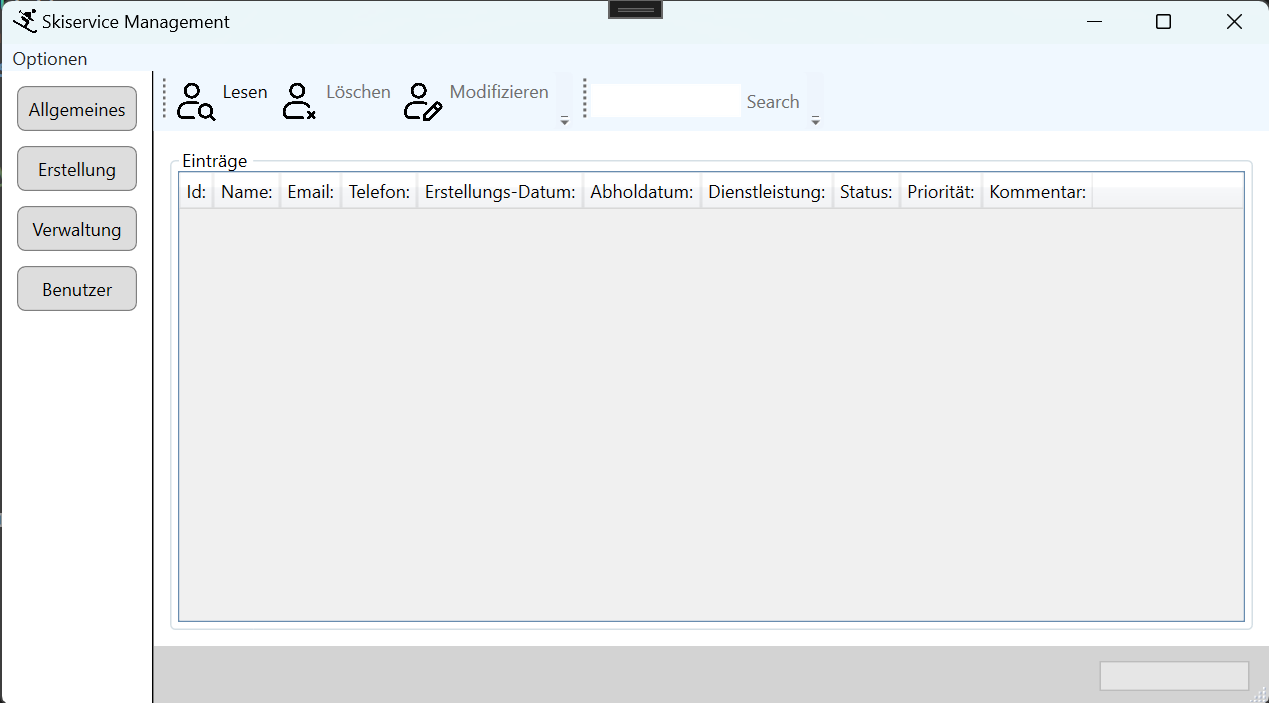 Skiservice Management
Optionen
Allgemeines
Erstellung
Verwaltung
Benutzer
Lesen Löschen Modifizieren Search
Einträge
Id: Name: Email: Telefon: Erstellungs-Datum: Abholdatum: Dienstleistung: Status: Priorität: Kommentar: